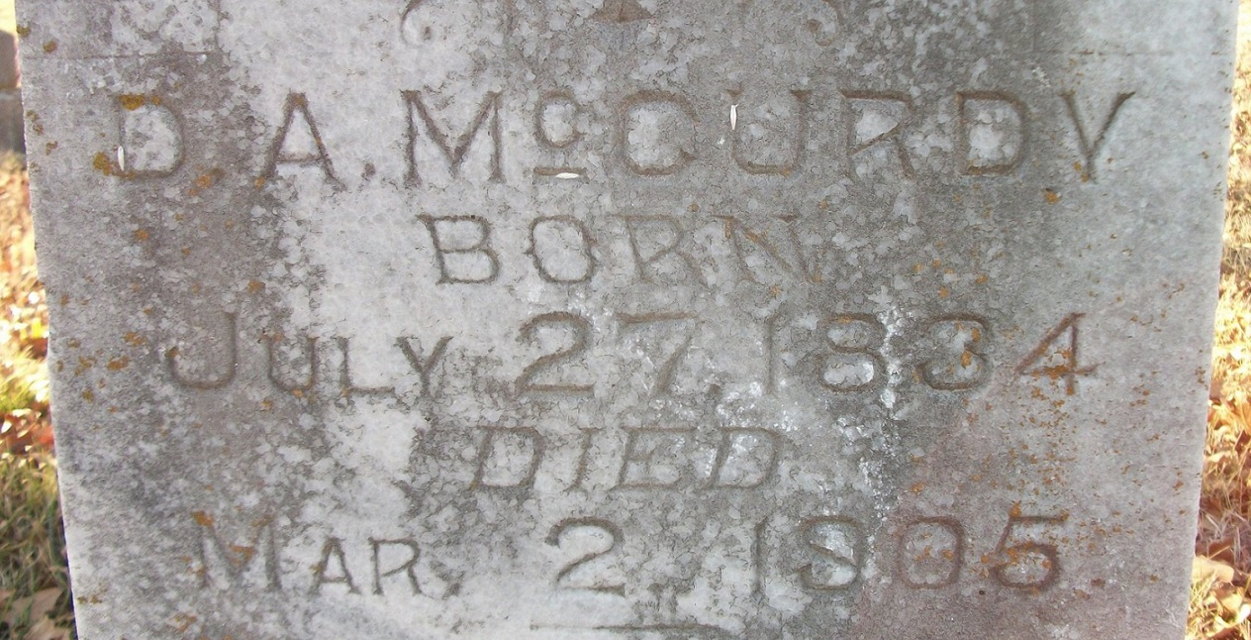 D. A. McCURDY
BORN
JULY 27, 1834
DIED
MAR. 2, 1905